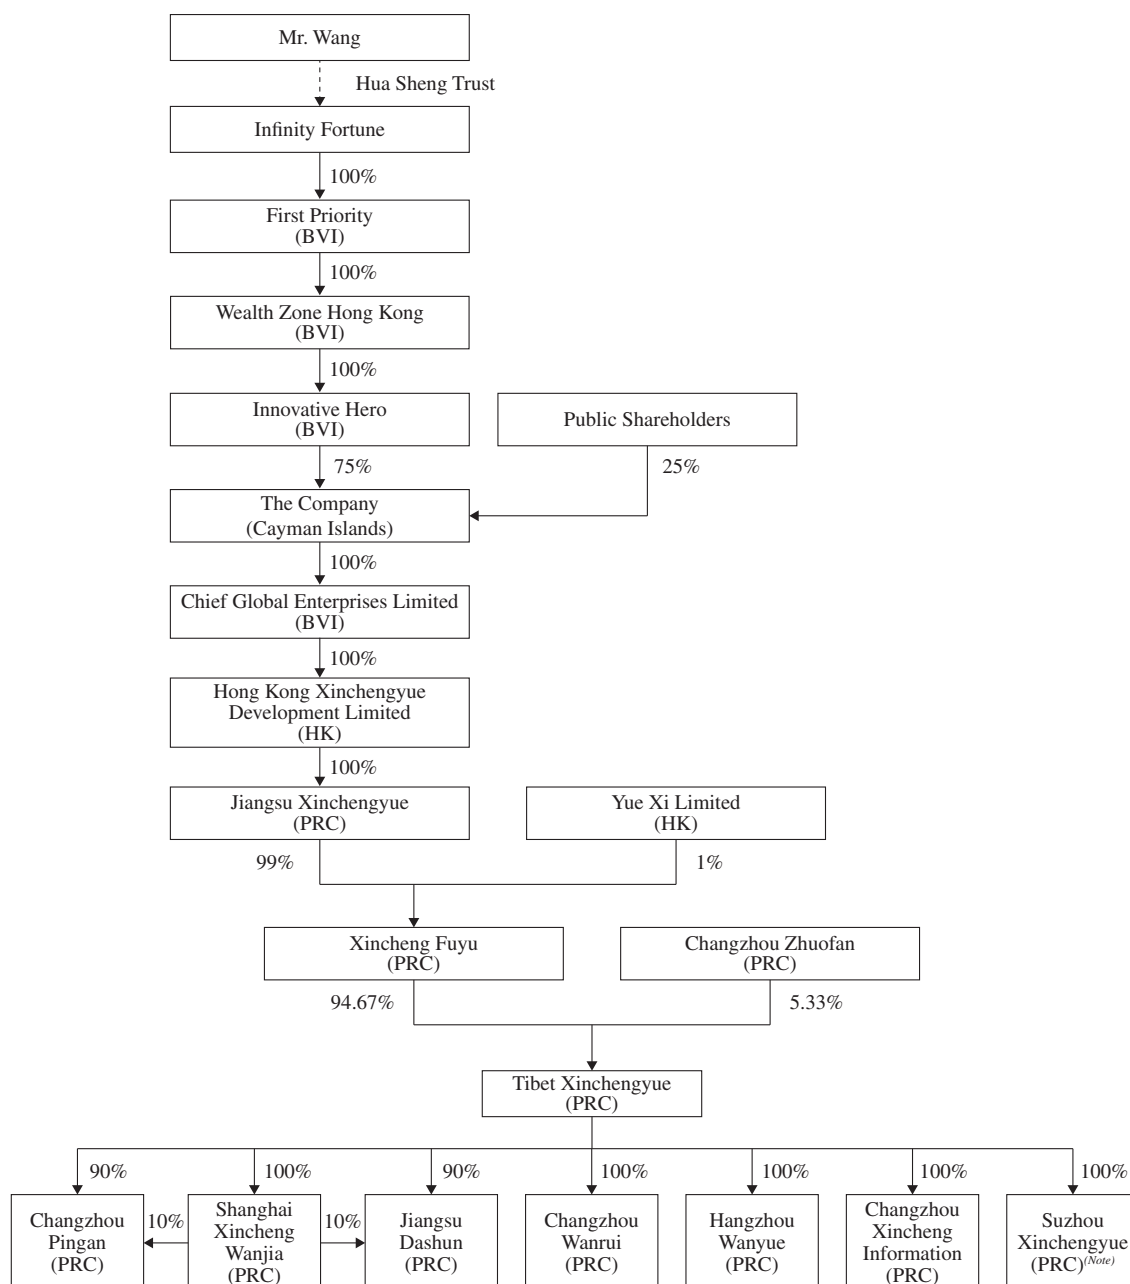 Mr. Wang
Hua Sheng Trust
Infinity Fortune
100%
First Priority
(BVI)
100%
Wealth Zone Hong Kong
(BVI)
100%
Innovative Hero
(BVI)
Public Shareholders
75%
25%
The Company
(Cayman Islands)
100%
Chief Global Enterprises Limited
(BVI)
100%
Hong Kong Xinchengyue
Development Limited
(HK)
100%
Jiangsu Xinchengyue
(PRC)
Yue Xi Limited
(HK)
99%
1%
Xincheng Fuyu
(PRC)
Changzhou Zhuofan
(PRC)
94.67%
5.33%
Tibet Xinchengyue
(PRC)
90%
100%
90%
100%
100%
100%
100%
Changzhou
Pingan
(PRC)
10%
Shanghai
Xincheng
Wanjia
(PRC)
10%
Jiangsu
Dashun
(PRC)
Changzhou
Wanrui
(PRC)
Hangzhou
Wanyue
(PRC)
Changzhou
Xincheng
Information
(PRC)
Suzhou
Xinchengyue
(PRC)(Note)